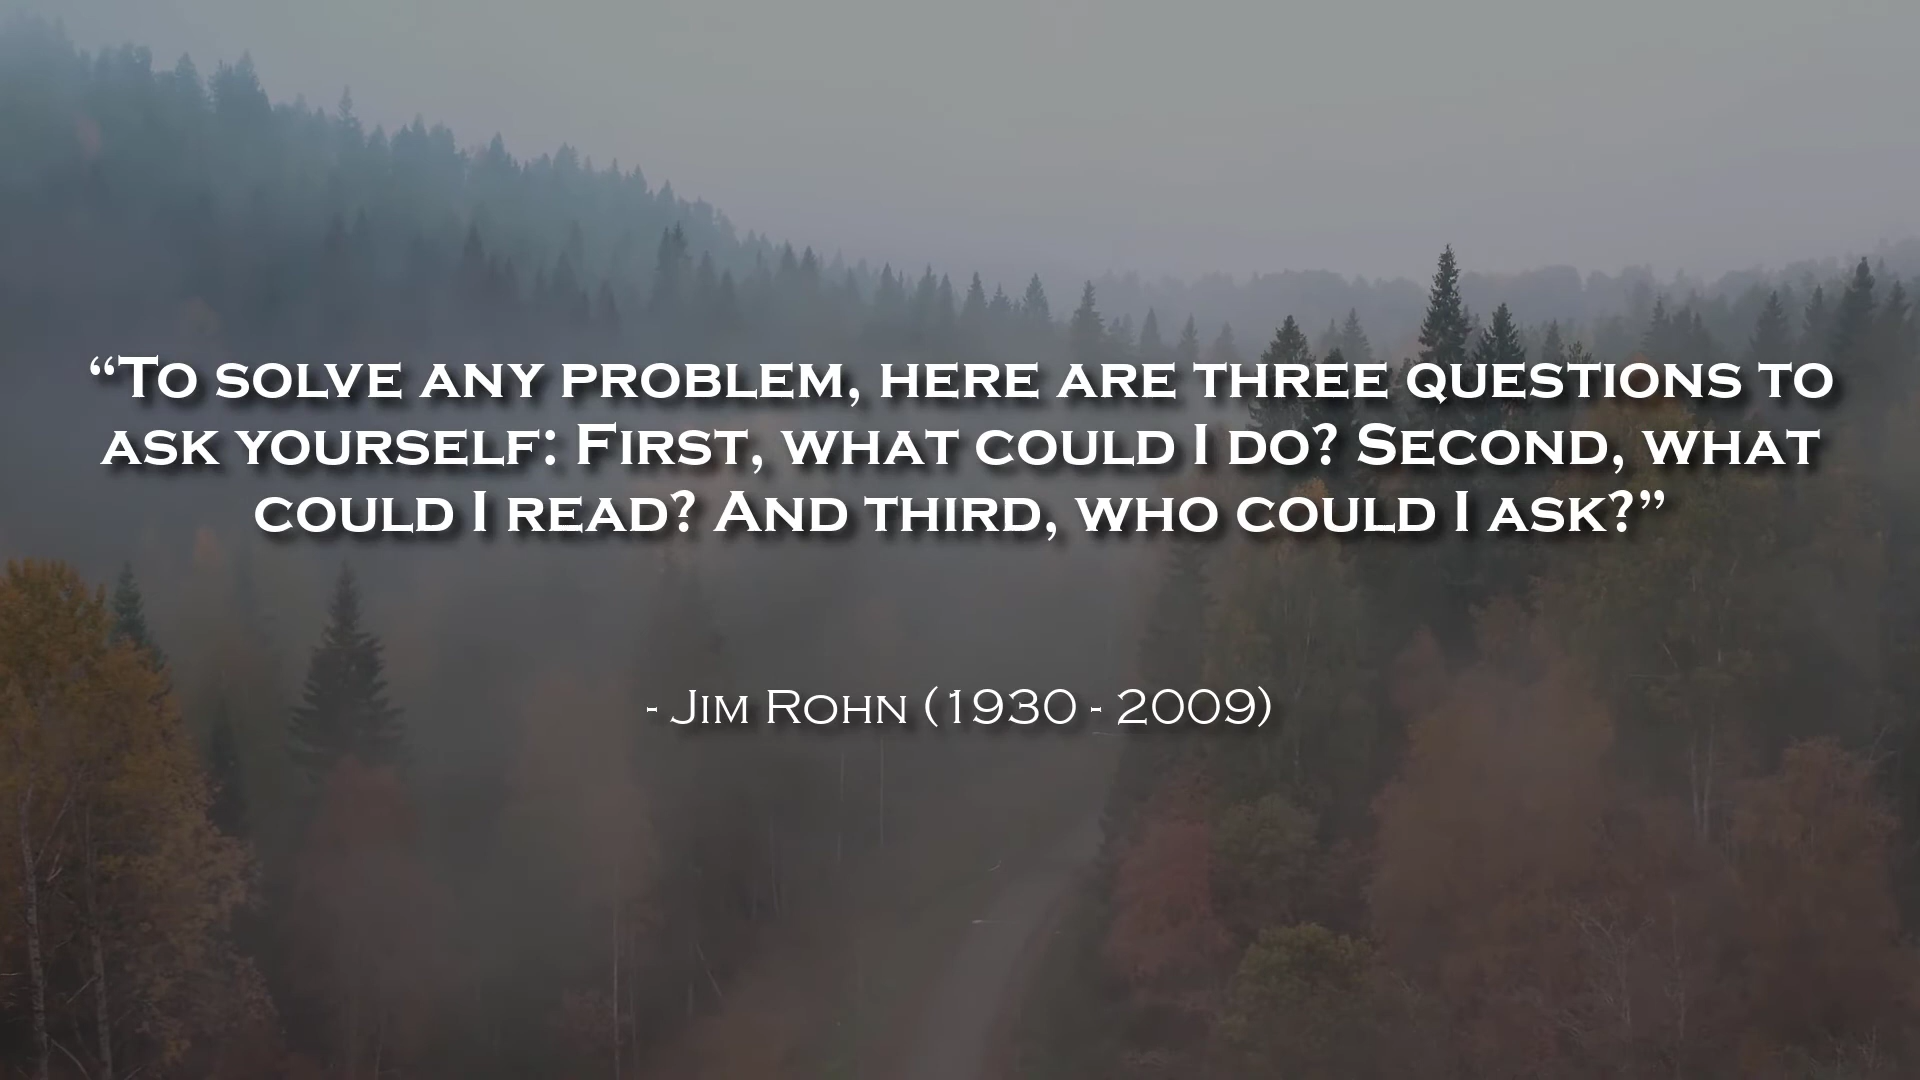 “To solve any problem, here are three questions to
ask yourself: First, what could I do? Second, what
could I read? And third, who could I ask?”
- Jim Rohn (1930 - 2009)